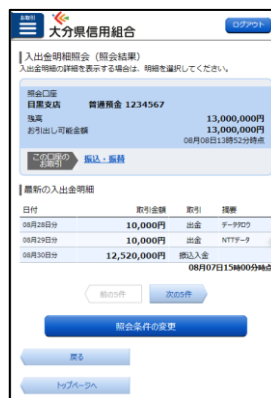 お取引
大分県信用組合
ログアウト
入出金明細照会（照会結果）
入出金明細の詳細を表示する場合は、明細を選択してください。
照会口座
目黒支店 普通預金 1234567
残高 13,000,000円
お引出し可能金額 13,000,000円
08月08日13時52分時点
この口座の
お取引
振込・振替
最新の入出金明細
日付 取引金額 取引 摘要
08月28日分 10,000円 出金 データタロウ
08月29日分 10,000円 出金 NTTデータ
08月30日分 12,520,000円 振込入金
08月07日15時00分時点
前の5件 次の5件
照会条件の変更
戻る
トップページへ